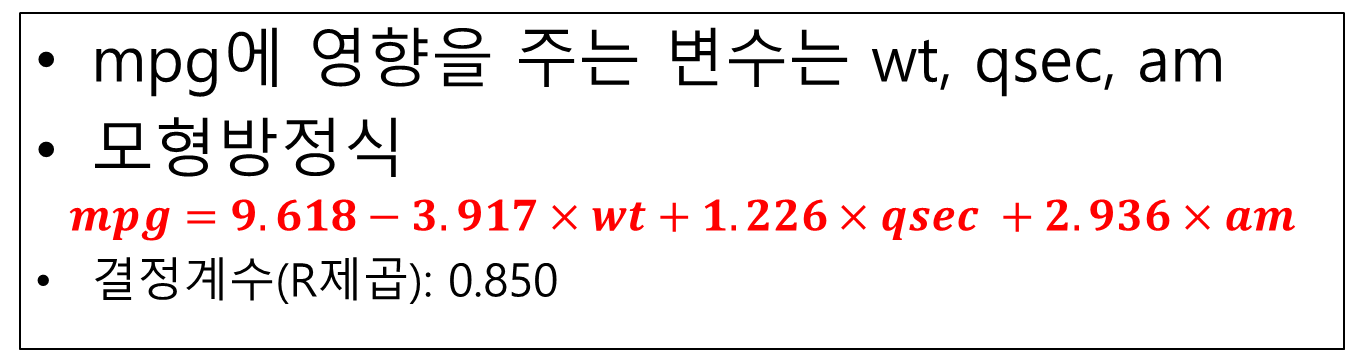 • mpg에 영향을 주는 변수는 wt, qsec, am
• 모형방정식
mpg = 9.618 − 3.917 × wt + 1.226 × qsec + 2.936 × am
• 결정계수(R제곱): 0.850